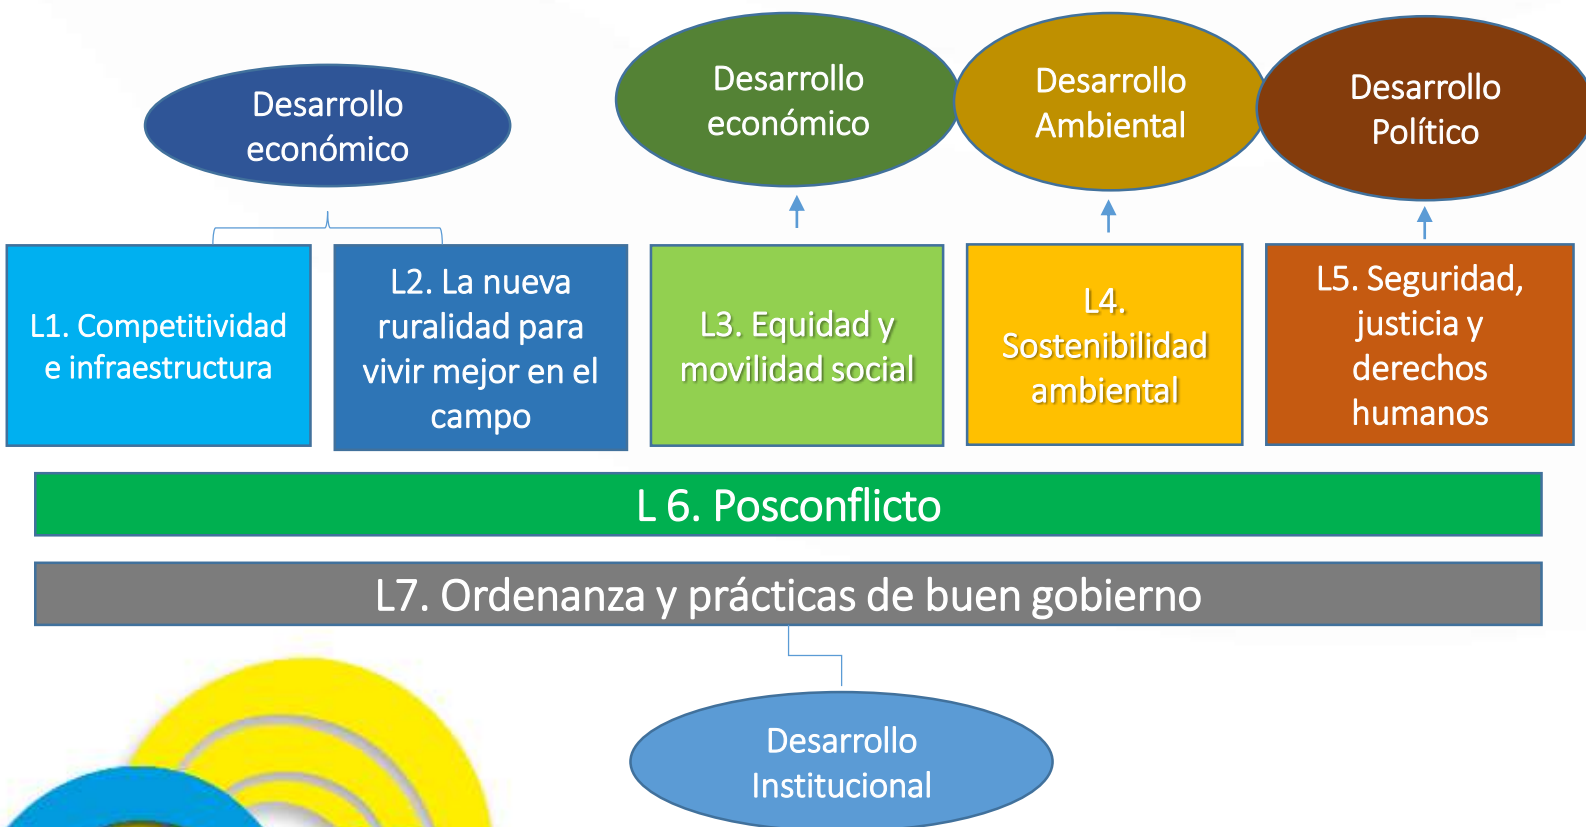 Desarrollo
económico
Desarrollo
económico
Desarrollo
Ambiental
Desarrollo
Político
L1. Competitividad
e infraestructura
L2. La nueva
ruralidad para
vivir mejor en el
campo
L3. Equidad y
movilidad social
L4.
Sostenibilidad
ambiental
L5. Seguridad,
justicia y
derechos
humanos
L 6. Posconflicto
L7. Ordenanza y prácticas de buen gobierno
Desarrollo
Institucional